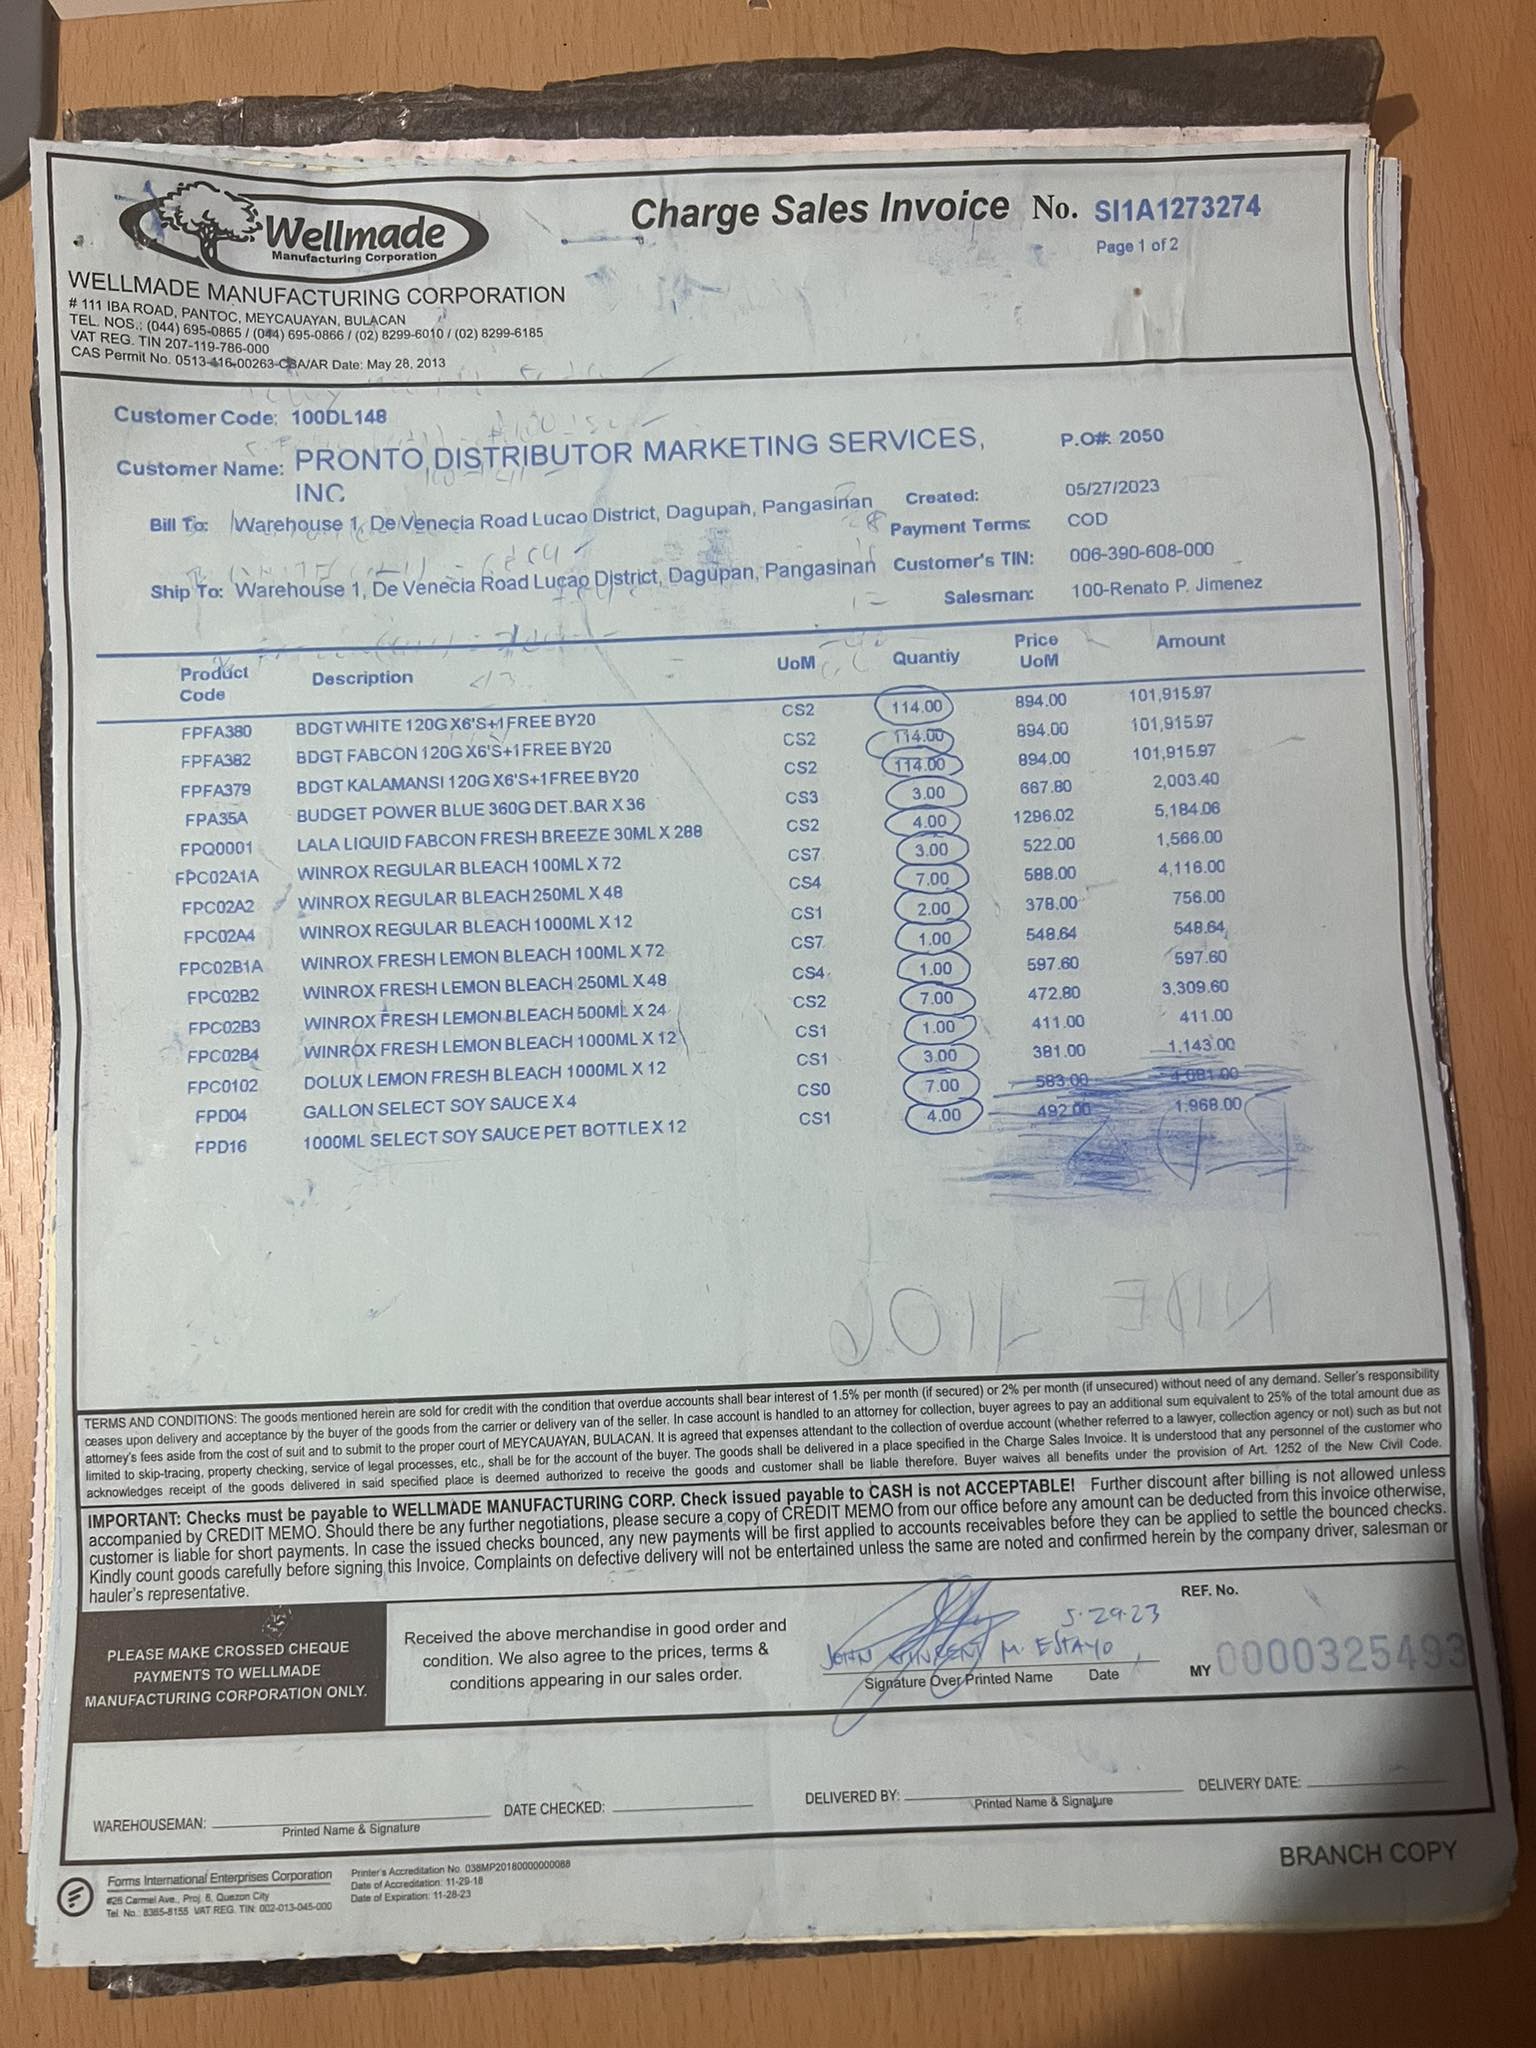 Wellmade
Manufacturing Corporation
Charge Sales Invoice No. SI1A1273274
Page 1 of 2
WELLMADE MANUFACTURING CORPORATION
# 111 IBA ROAD, PANTOC, MEYCAUAYAN, BULACAN
TEL. NOS.: (044) 695-0865 / (044) 695-0866 / (02) 8299-6010 / (02) 8299-6185
VAT REG. TIN 207-119-786-000
CAS Permit No. 0513-116-00263-CBA/AR Date: May 28, 2013
Customer Code: 100DL148
Customer Name: PRONTO DISTRIBUTOR MARKETING SERVICES, INC
P.O#: 2050
Bill To: Warehouse 1, De Venecia Road Lucao District, Dagupan, Pangasinan
Created: 05/27/2023
Payment Terms: COD
Ship To: Warehouse 1, De Venecia Road Lucao District, Dagupan, Pangasinan
Customer's TIN: 006-390-608-000
Salesman: 100-Renato P. Jimenez
Product Code Description UoM Quantiy Price UoM Amount
FPFA380 BDGT WHITE 120G X6'S+1 FREE BY20 CS2 114.00 894.00 101,915.97
FPFA382 BDGT FABCON 120G X6'S+1 FREE BY20 CS2 114.00 894.00 101,915.97
FPFA379 BDGT KALAMANSI 120G X6'S+1 FREE BY20 CS2 114.00 894.00 101,915.97
FPA35A BUDGET POWER BLUE 360G DET.BAR X 36 CS3 3.00 667.80 2,003.40
FPQ0001 LALA LIQUID FABCON FRESH BREEZE 30ML X 288 CS2 4.00 1296.02 5,184.06
FPC02A1A WINROX REGULAR BLEACH 100ML X 72 CS7 3.00 522.00 1,566.00
FPC02A2 WINROX REGULAR BLEACH 250ML X 48 CS4 7.00 588.00 4,116.00
FPC02A4 WINROX REGULAR BLEACH 1000ML X 12 CS1 2.00 378.00 756.00
FPC02B1A WINROX FRESH LEMON BLEACH 100ML X 72 CS7 1.00 548.64 548.64
FPC02B2 WINROX FRESH LEMON BLEACH 250ML X 48 CS4 1.00 597.60 597.60
FPC02B3 WINROX FRESH LEMON BLEACH 500ML X 24 CS2 7.00 472.80 3,309.60
FPC02B4 WINROX FRESH LEMON BLEACH 1000ML X 12 CS1 1.00 411.00 411.00
FPC0102 DOLUX LEMON FRESH BLEACH 1000ML X 12 CS1 3.00 381.00 1,143.00
FPD04 GALLON SELECT SOY SAUCE X 4 CS0 7.00 583.00 4,081.00
FPD16 1000ML SELECT SOY SAUCE PET BOTTLE X 12 CS1 4.00 492.00 1,968.00
TERMS AND CONDITIONS: The goods mentioned herein are sold for credit with the condition that overdue accounts shall bear interest of 1.5% per month (if secured) or 2% per month (if unsecured) without need of any demand. Seller's responsibility
ceases upon delivery and acceptance by the buyer of the goods from the carrier or delivery van of the seller. In case account is handled to an attorney for collection, buyer agrees to pay an additional sum equivalent to 25% of the total amount due as
attorney's fees aside from the cost of suit and to submit to the proper court of MEYCAUAYAN, BULACAN. It is agreed that expenses attendant to the collection of overdue account (whether referred to a lawyer, collection agency or not) such as but not
limited to skip-tracing, property checking, service of legal processes, etc., shall be for the account of the buyer. The goods shall be delivered in a place specified in the Charge Sales Invoice. It is understood that any personnel of the customer who
acknowledges receipt of the goods delivered in said specified place is deemed authorized to receive the goods and customer shall be liable therefore. Buyer waives all benefits under the provision of Art. 1252 of the New Civil Code.
IMPORTANT: Checks must be payable to WELLMADE MANUFACTURING CORP. Check issued payable to CASH is not ACCEPTABLE! Further discount after billing is not allowed unless
accompanied by CREDIT MEMO. Should there be any further negotiations, please secure a copy of CREDIT MEMO from our office before any amount can be deducted from this invoice otherwise,
customer is liable for short payments. In case the issued checks bounced, any new payments will be first applied to accounts receivables before they can be applied to settle the bounced checks.
Kindly count goods carefully before signing this Invoice. Complaints on defective delivery will not be entertained unless the same are noted and confirmed herein by the company driver, salesman or
hauler's representative.
PLEASE MAKE CROSSED CHEQUE
PAYMENTS TO WELLMADE
MANUFACTURING CORPORATION ONLY.
Received the above merchandise in good order and
condition. We also agree to the prices, terms &
conditions appearing in our sales order.
JOHN VINCENT M. ESTAYO 5.29.23
Signature Over Printed Name Date
REF. No.
MY 0000325493
WAREHOUSEMAN:
Printed Name & Signature
DATE CHECKED:
DELIVERED BY:
Printed Name & Signature
DELIVERY DATE:
BRANCH COPY
Forms International Enterprises Corporation
#26 Carmel Ave., Proj. 6, Quezon City
Tel. No.: 8365-8155 VAT REG. TIN: 002-013-045-000
Printer's Accreditation No. 038MP20180000000088
Date of Accreditation: 11-29-18
Date of Expiration: 11-28-23